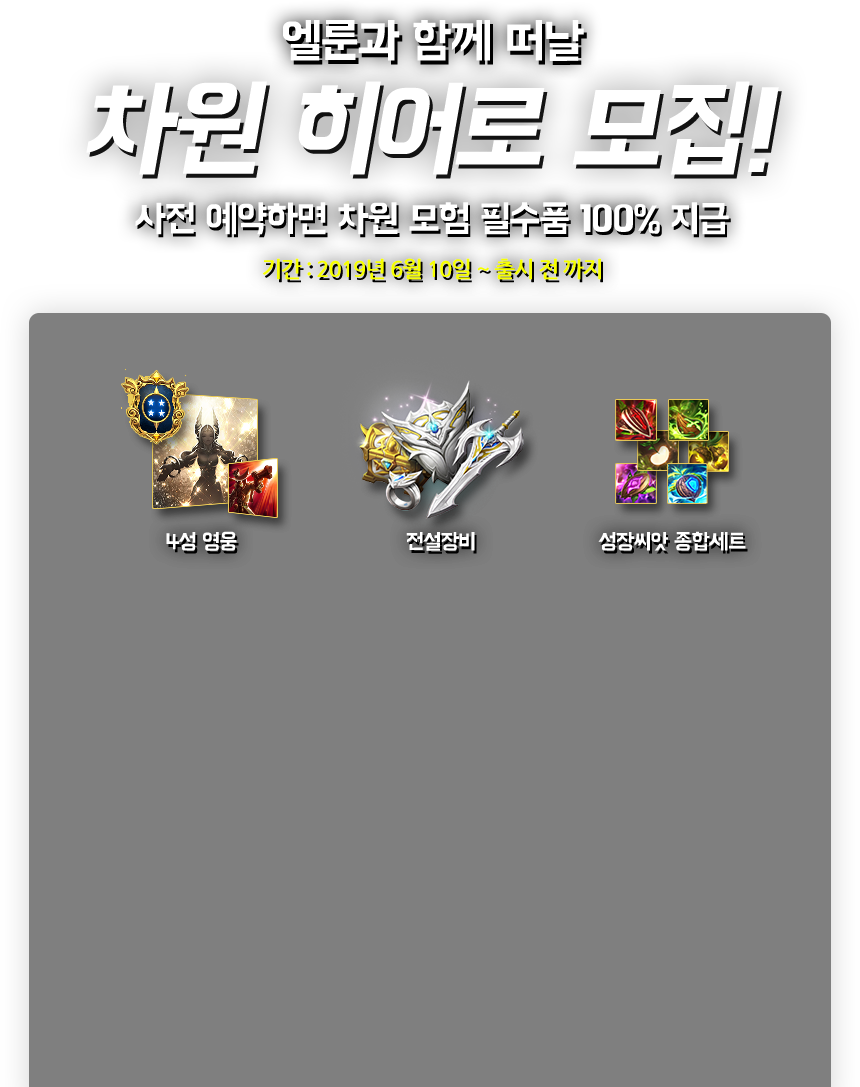 엘룬과 함께 떠날
차원 히어로 모집!
사전 예약하면 차원 모험 필수품 100% 지급
기간 : 2019년 6월 10일 ~ 출시 전 까지
4성 영웅
전설장비
성장씨앗 종합세트